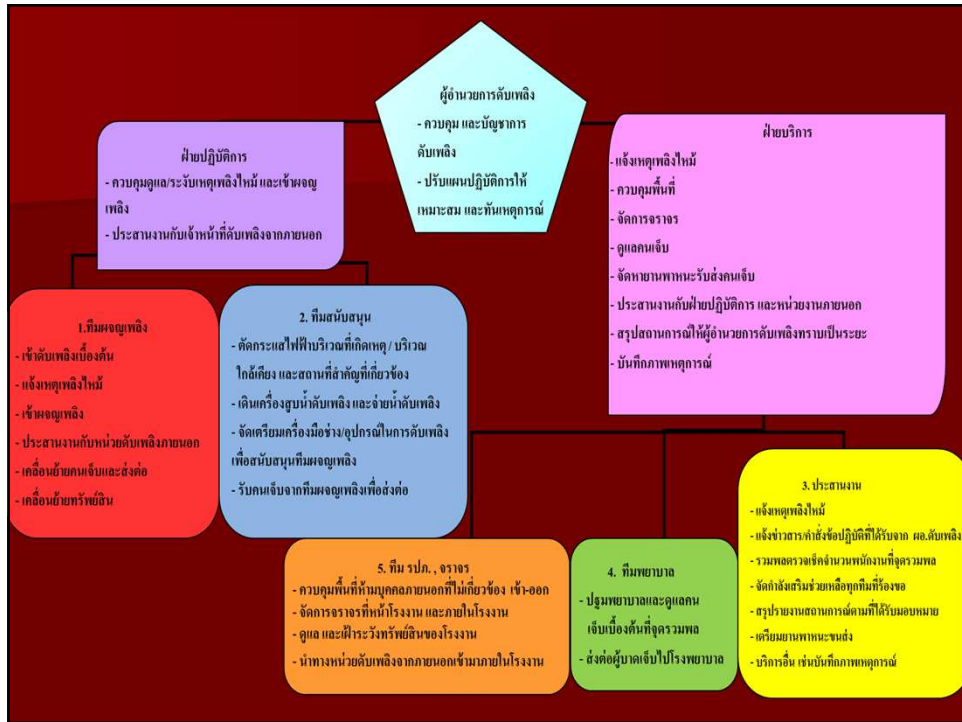 ผู้อำนวยการดับเพลิง
- ควบคุม และบัญชาการ
ดับเพลิง
- ปรับแผนปฏิบัติการให้
เหมาะสม และทันเหตุการณ์
ฝ่ายปฏิบัติการ
- ควบคุมดูแล/ระงับเหตุเพลิงไหม้ และเข้าผจญ
เพลิง
- ประสานงานกับเจ้าหน้าที่ดับเพลิงจากภายนอก
ฝ่ายบริการ
- แจ้งเหตุเพลิงไหม้
- ควบคุมพื้นที่
- จัดการจราจร
- ดูแลคนเจ็บ
- จัดหายานพาหนะรับส่งคนเจ็บ
- ประสานงานกับฝ่ายปฏิบัติการ และหน่วยงานภายนอก
- สรุปสถานการณ์ให้ผู้อำนวยการดับเพลิงทราบเป็นระยะ
- บันทึกภาพเหตุการณ์
1.ทีมผจญเพลิง
- เข้าดับเพลิงเบื้องต้น
- แจ้งเหตุเพลิงไหม้
- เข้าผจญเพลิง
- ประสานงานกับหน่วยดับเพลิงภายนอก
- เคลื่อนย้ายคนเจ็บและส่งต่อ
- เคลื่อนย้ายทรัพย์สิน
2. ทีมสนับสนุน
- ตัดกระแสไฟฟ้าบริเวณที่เกิดเหตุ / บริเวณ
ใกล้เคียง และสถานที่สำคัญที่เกี่ยวข้อง
- เดินเครื่องสูบน้ำดับเพลิง และจ่ายน้ำดับเพลิง
- จัดเตรียมเครื่องมือช่าง/อุปกรณ์ในการดับเพลิง
เพื่อสนับสนุนทีมผจญเพลิง
- รับคนเจ็บจากทีมผจญเพลิงเพื่อส่งต่อ
5. ทีม รปภ. , จราจร
- ควบคุมพื้นที่ห้ามบุคคลภายนอกที่ไม่เกี่ยวข้อง เข้า-ออก
- จัดการจราจรที่หน้าโรงงาน และภายในโรงงาน
- ดูแล และเฝ้าระวังทรัพย์สินของโรงงาน
- นำทางหน่วยดับเพลิงจากภายนอกเข้ามาภายในโรงงาน
4. ทีมพยาบาล
- ปฐมพยาบาลและดูแลคน
เจ็บเบื้องต้นที่จุดรวมพล
- ส่งต่อผู้บาดเจ็บไปโรงพยาบาล
3. ประสานงาน
- แจ้งเหตุเพลิงไหม้
- แจ้งข่าวสาร/คำสั่งข้อปฏิบัติที่ได้รับจาก ผอ.ดับเพลิง
- รวมพลตรวจเช็คจำนวนพนักงานที่จุดรวมพล
- จัดกำลังเสริมช่วยเหลือทุกทีมที่ร้องขอ
- สรุปรายงานสถานการณ์ตามที่ได้รับมอบหมาย
- เตรียมยานพาหนะขนส่ง
- บริการอื่น เช่นบันทึกภาพเหตุการณ์